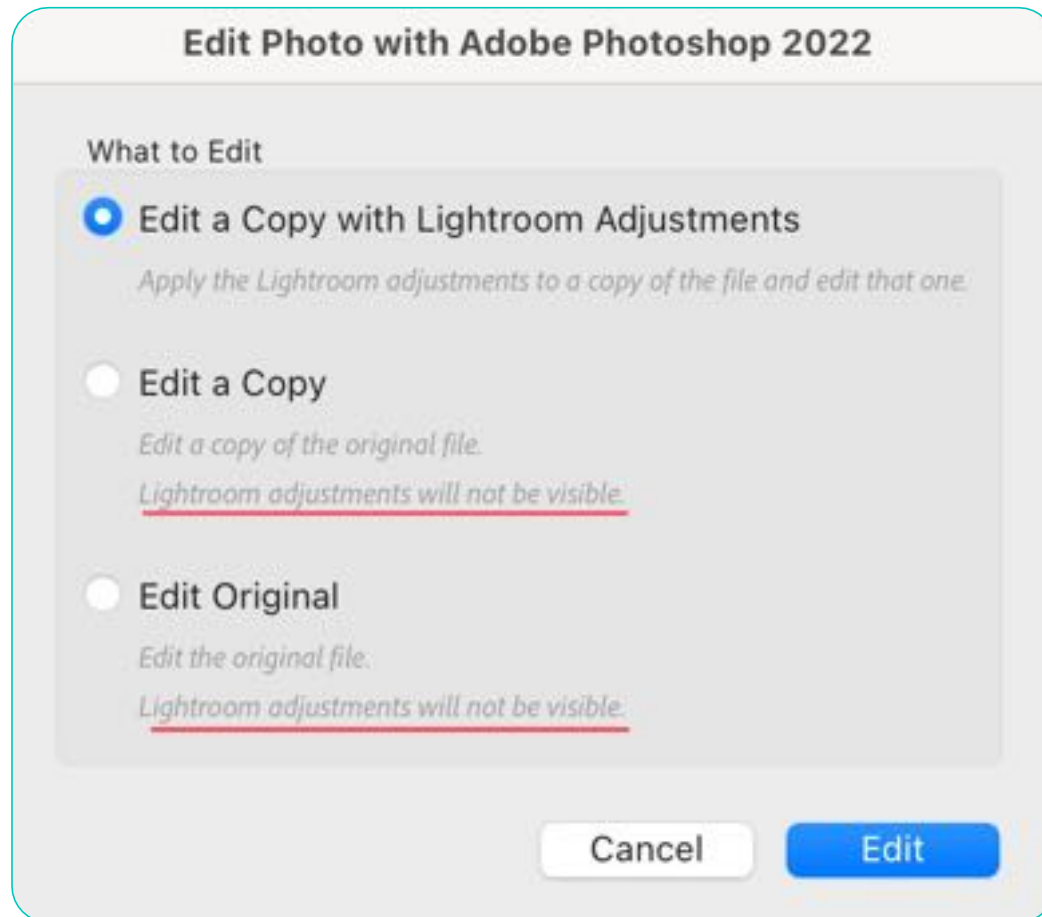 Edit Photo with Adobe Photoshop 2022
What to Edit
Edit a Copy with Lightroom Adjustments
Apply the Lightroom adjustments to a copy of the file and edit that one.
Edit a Copy
Edit a copy of the original file.
Lightroom adjustments will not be visible.
Edit Original
Edit the original file.
Lightroom adjustments will not be visible.
Cancel Edit